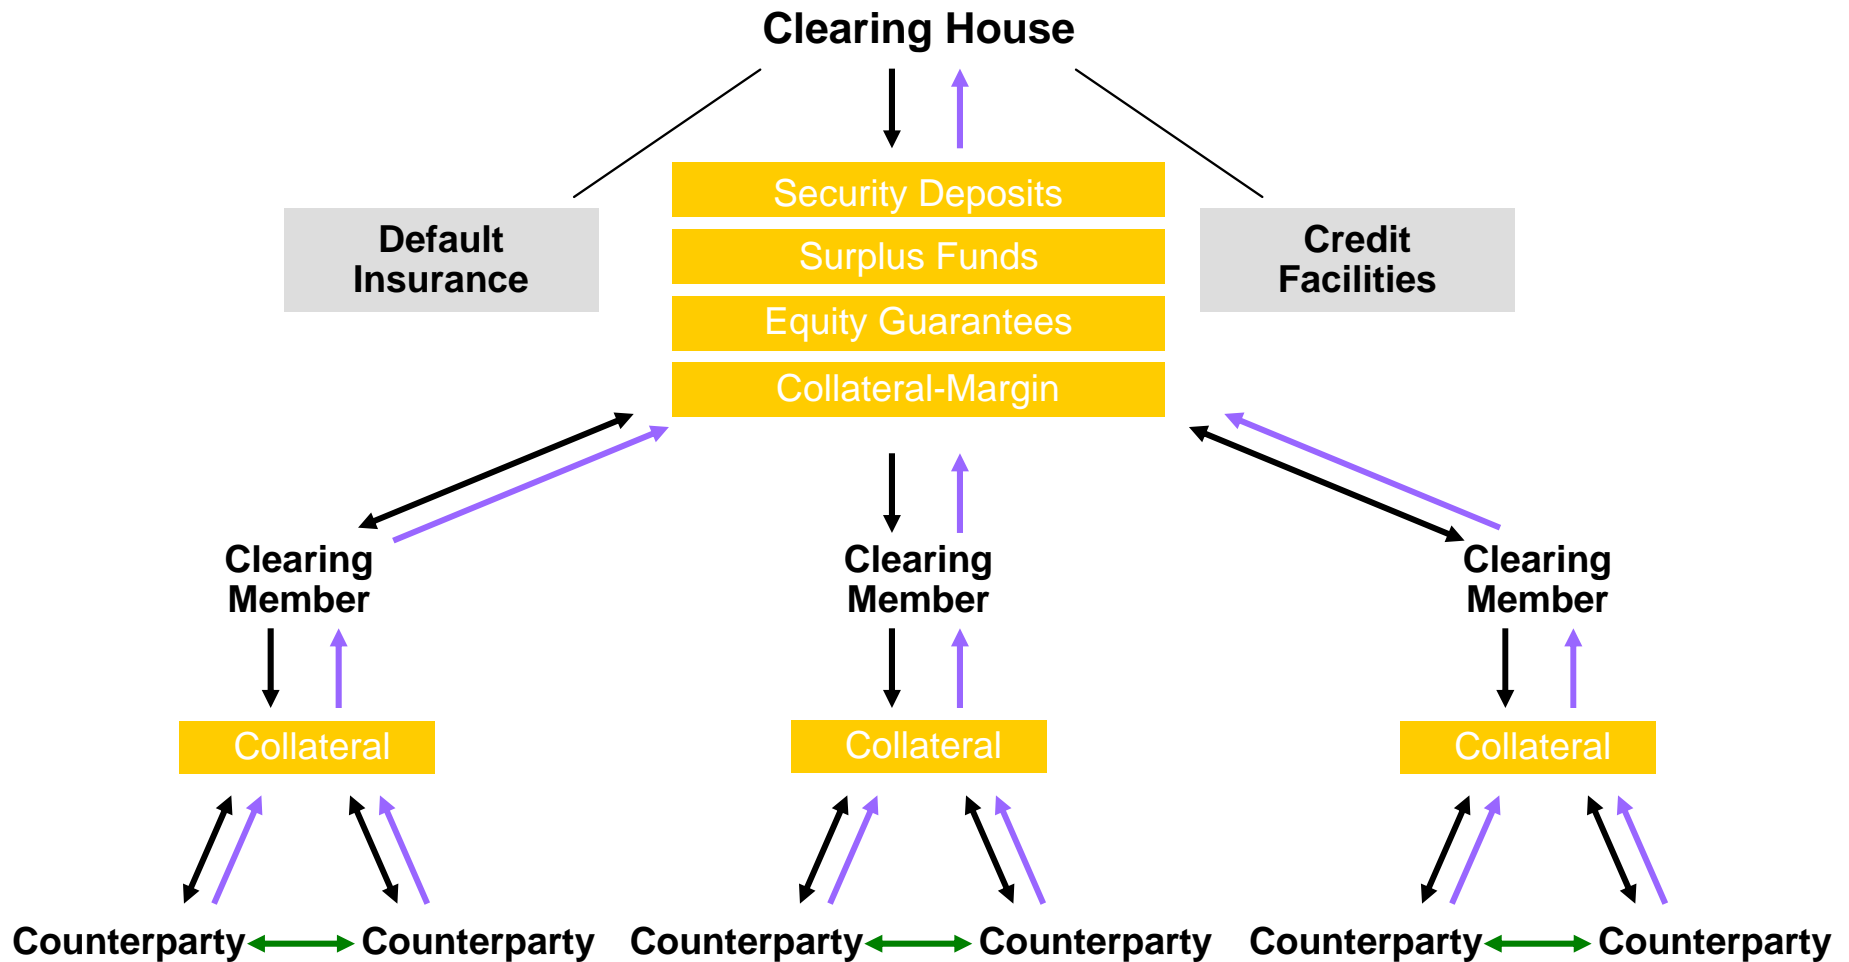 Clearing House
Default
Insurance
Security Deposits
Surplus Funds
Equity Guarantees
Collateral-Margin
Credit
Facilities
Clearing
Member
Clearing
Member
Clearing
Member
Collateral
Collateral
Collateral
Counterparty
Counterparty
Counterparty
Counterparty
Counterparty
Counterparty